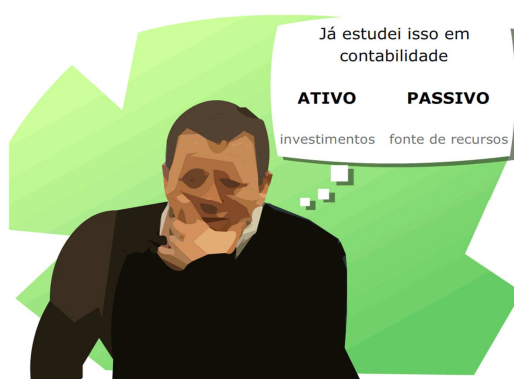 Já estudei isso em
contabilidade
ATIVO PASSIVO
investimentos fonte de recursos